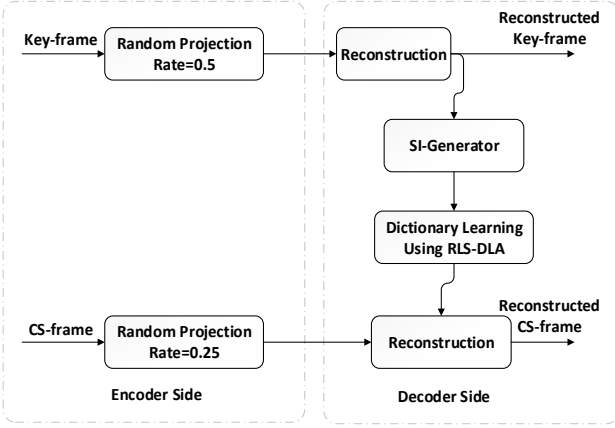 Key-frame
Random Projection
Rate=0.5
Reconstruction
Reconstructed
Key-frame
SI-Generator
Dictionary Learning
Using RLS-DLA
CS-frame
Random Projection
Rate=0.25
Reconstruction
Reconstructed
CS-frame
Encoder Side
Decoder Side